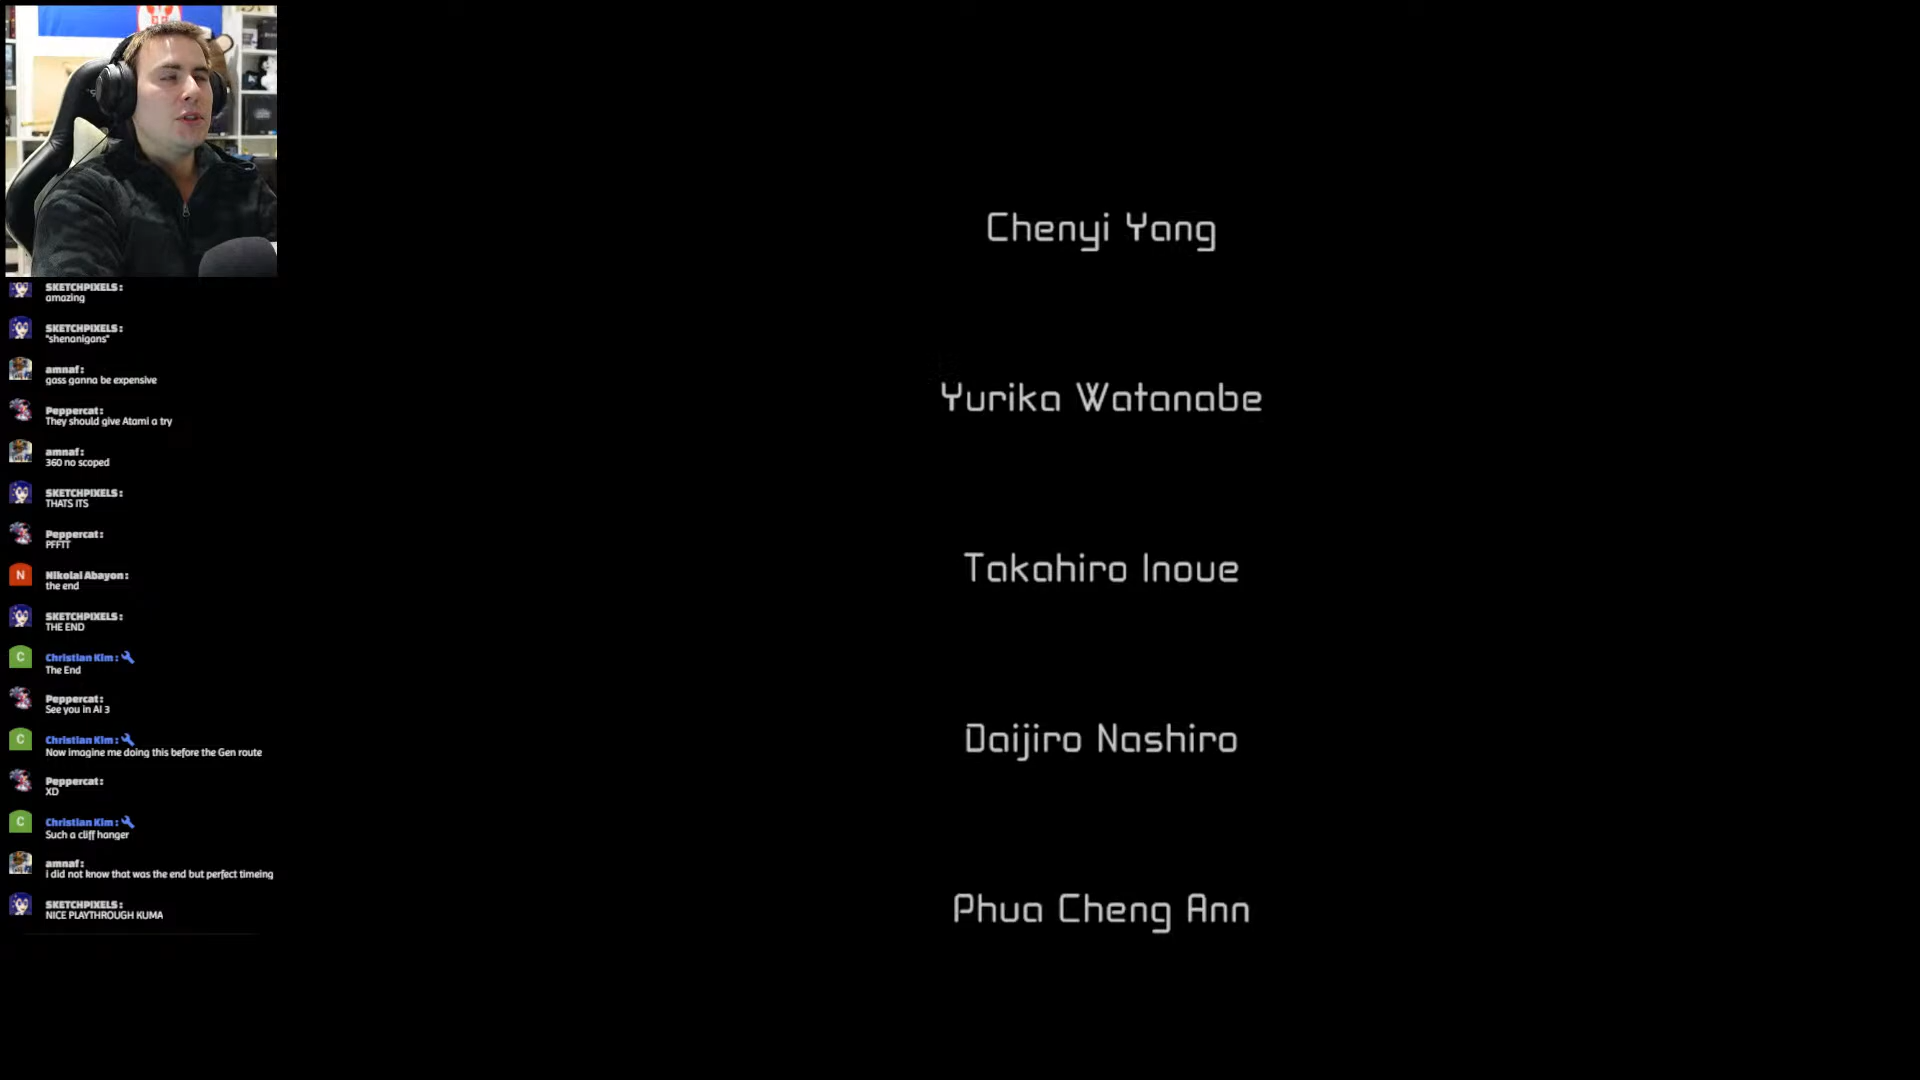 SKETCHPIXELS :
amazing
SKETCHPIXELS :
"shenanigans"
amnaf :
gass ganna be expensive
Peppercat :
They should give Atami a try
amnaf :
360 no scoped
SKETCHPIXELS :
THATS ITS
Peppercat :
PFFTT
N
Nikolai Abayon :
the end
SKETCHPIXELS :
THE END
C
Christian Kim :
The End
Peppercat :
See you in AI 3
C
Christian Kim :
Now imagine me doing this before the Gen route
Peppercat :
XD
C
Christian Kim :
Such a cliff hanger
amnaf :
i did not know that was the end but perfect timeing
SKETCHPIXELS :
NICE PLAYTHROUGH KUMA
Chenyi Yang
Yurika Watanabe
Takahiro Inoue
Daijiro Nashiro
Phua Cheng Ann